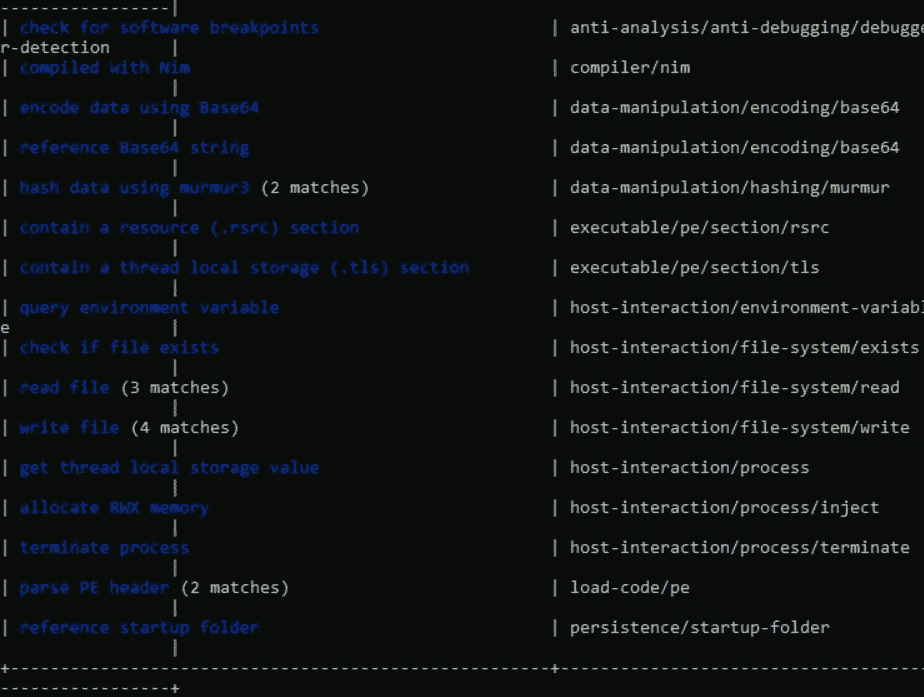 -----------------|
| check for software breakpoints | anti-analysis/anti-debugging/debugge
r-detection |
| compiled with Nim | compiler/nim
|
| encode data using Base64 | data-manipulation/encoding/base64
|
| reference Base64 string | data-manipulation/encoding/base64
|
| hash data using murmur3 (2 matches) | data-manipulation/hashing/murmur
|
| contain a resource (.rsrc) section | executable/pe/section/rsrc
|
| contain a thread local storage (.tls) section | executable/pe/section/tls
|
| query environment variable | host-interaction/environment-variabl
e |
| check if file exists | host-interaction/file-system/exists
|
| read file (3 matches) | host-interaction/file-system/read
|
| write file (4 matches) | host-interaction/file-system/write
|
| get thread local storage value | host-interaction/process
|
| allocate RWX memory | host-interaction/process/inject
|
| terminate process | host-interaction/process/terminate
|
| parse PE header (2 matches) | load-code/pe
|
| reference startup folder | persistence/startup-folder
|
+------------------------------------------------------+-------------------------------------
-----------------+